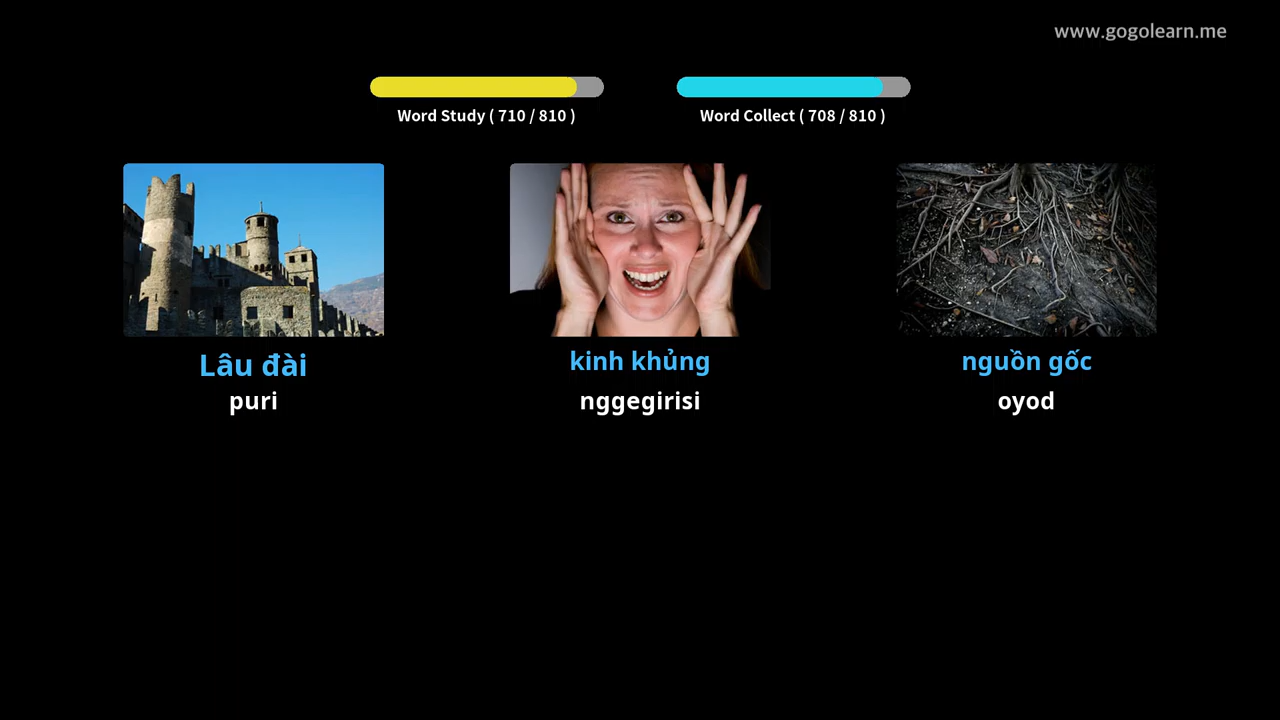 www.gogolearn.me
Word Study ( 710 / 810 )
Word Collect ( 708 / 810 )
Lâu đài
puri
kinh khủng
nggegirisi
nguồn gốc
oyod